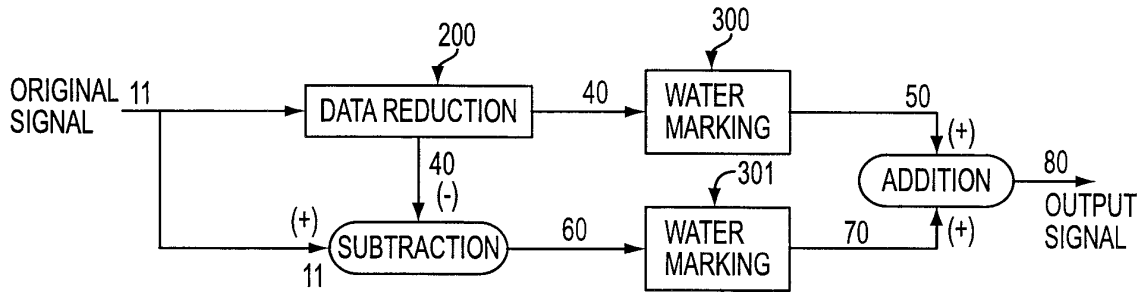 200
300
ORIGINAL
SIGNAL
11
DATA REDUCTION
40
WATER
MARKING
50
(+)
40
(-)
301
ADDITION
80
OUTPUT
SIGNAL
(+)
11
SUBTRACTION
60
WATER
MARKING
70
(+)